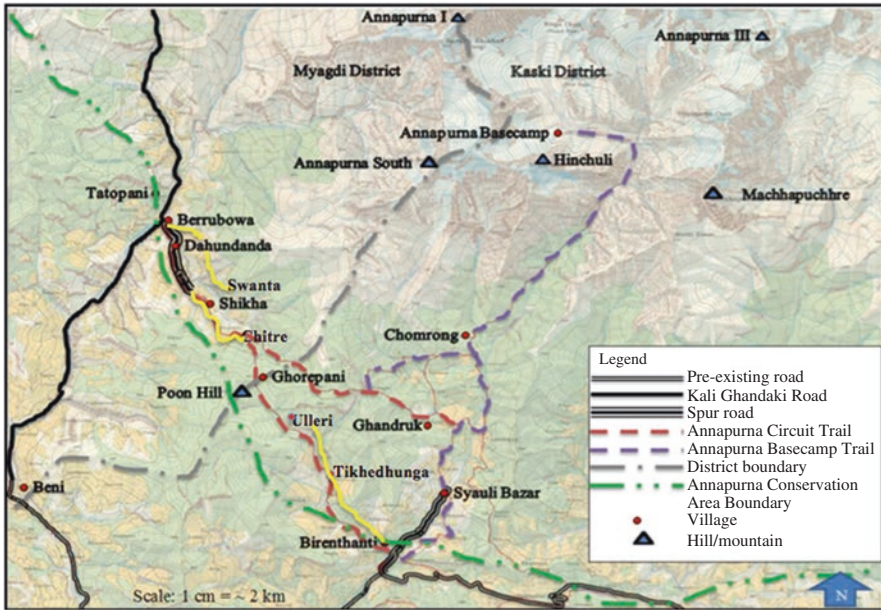 Annapurna I
Annapurna III
Myagdi District
Kaski District
Annapurna Basecamp
Annapurna South
Hinchuli
Tatopani
Machhapuchhre
Berrubowa
Dahundanda
Swanta
Shikha
Chitre
Chomrong
Ghorepani
Poon Hill
Ulleri
Ghandruk
Tikhedhunga
Beni
Syauli Bazar
Birenthanti
Scale: 1 cm = ~ 2 km
Legend
Pre-existing road
Kali Ghandaki Road
Spur road
Annapurna Circuit Trail
Annapurna Basecamp Trail
District boundary
Annapurna Conservation
Area Boundary
Village
Hill/mountain
N